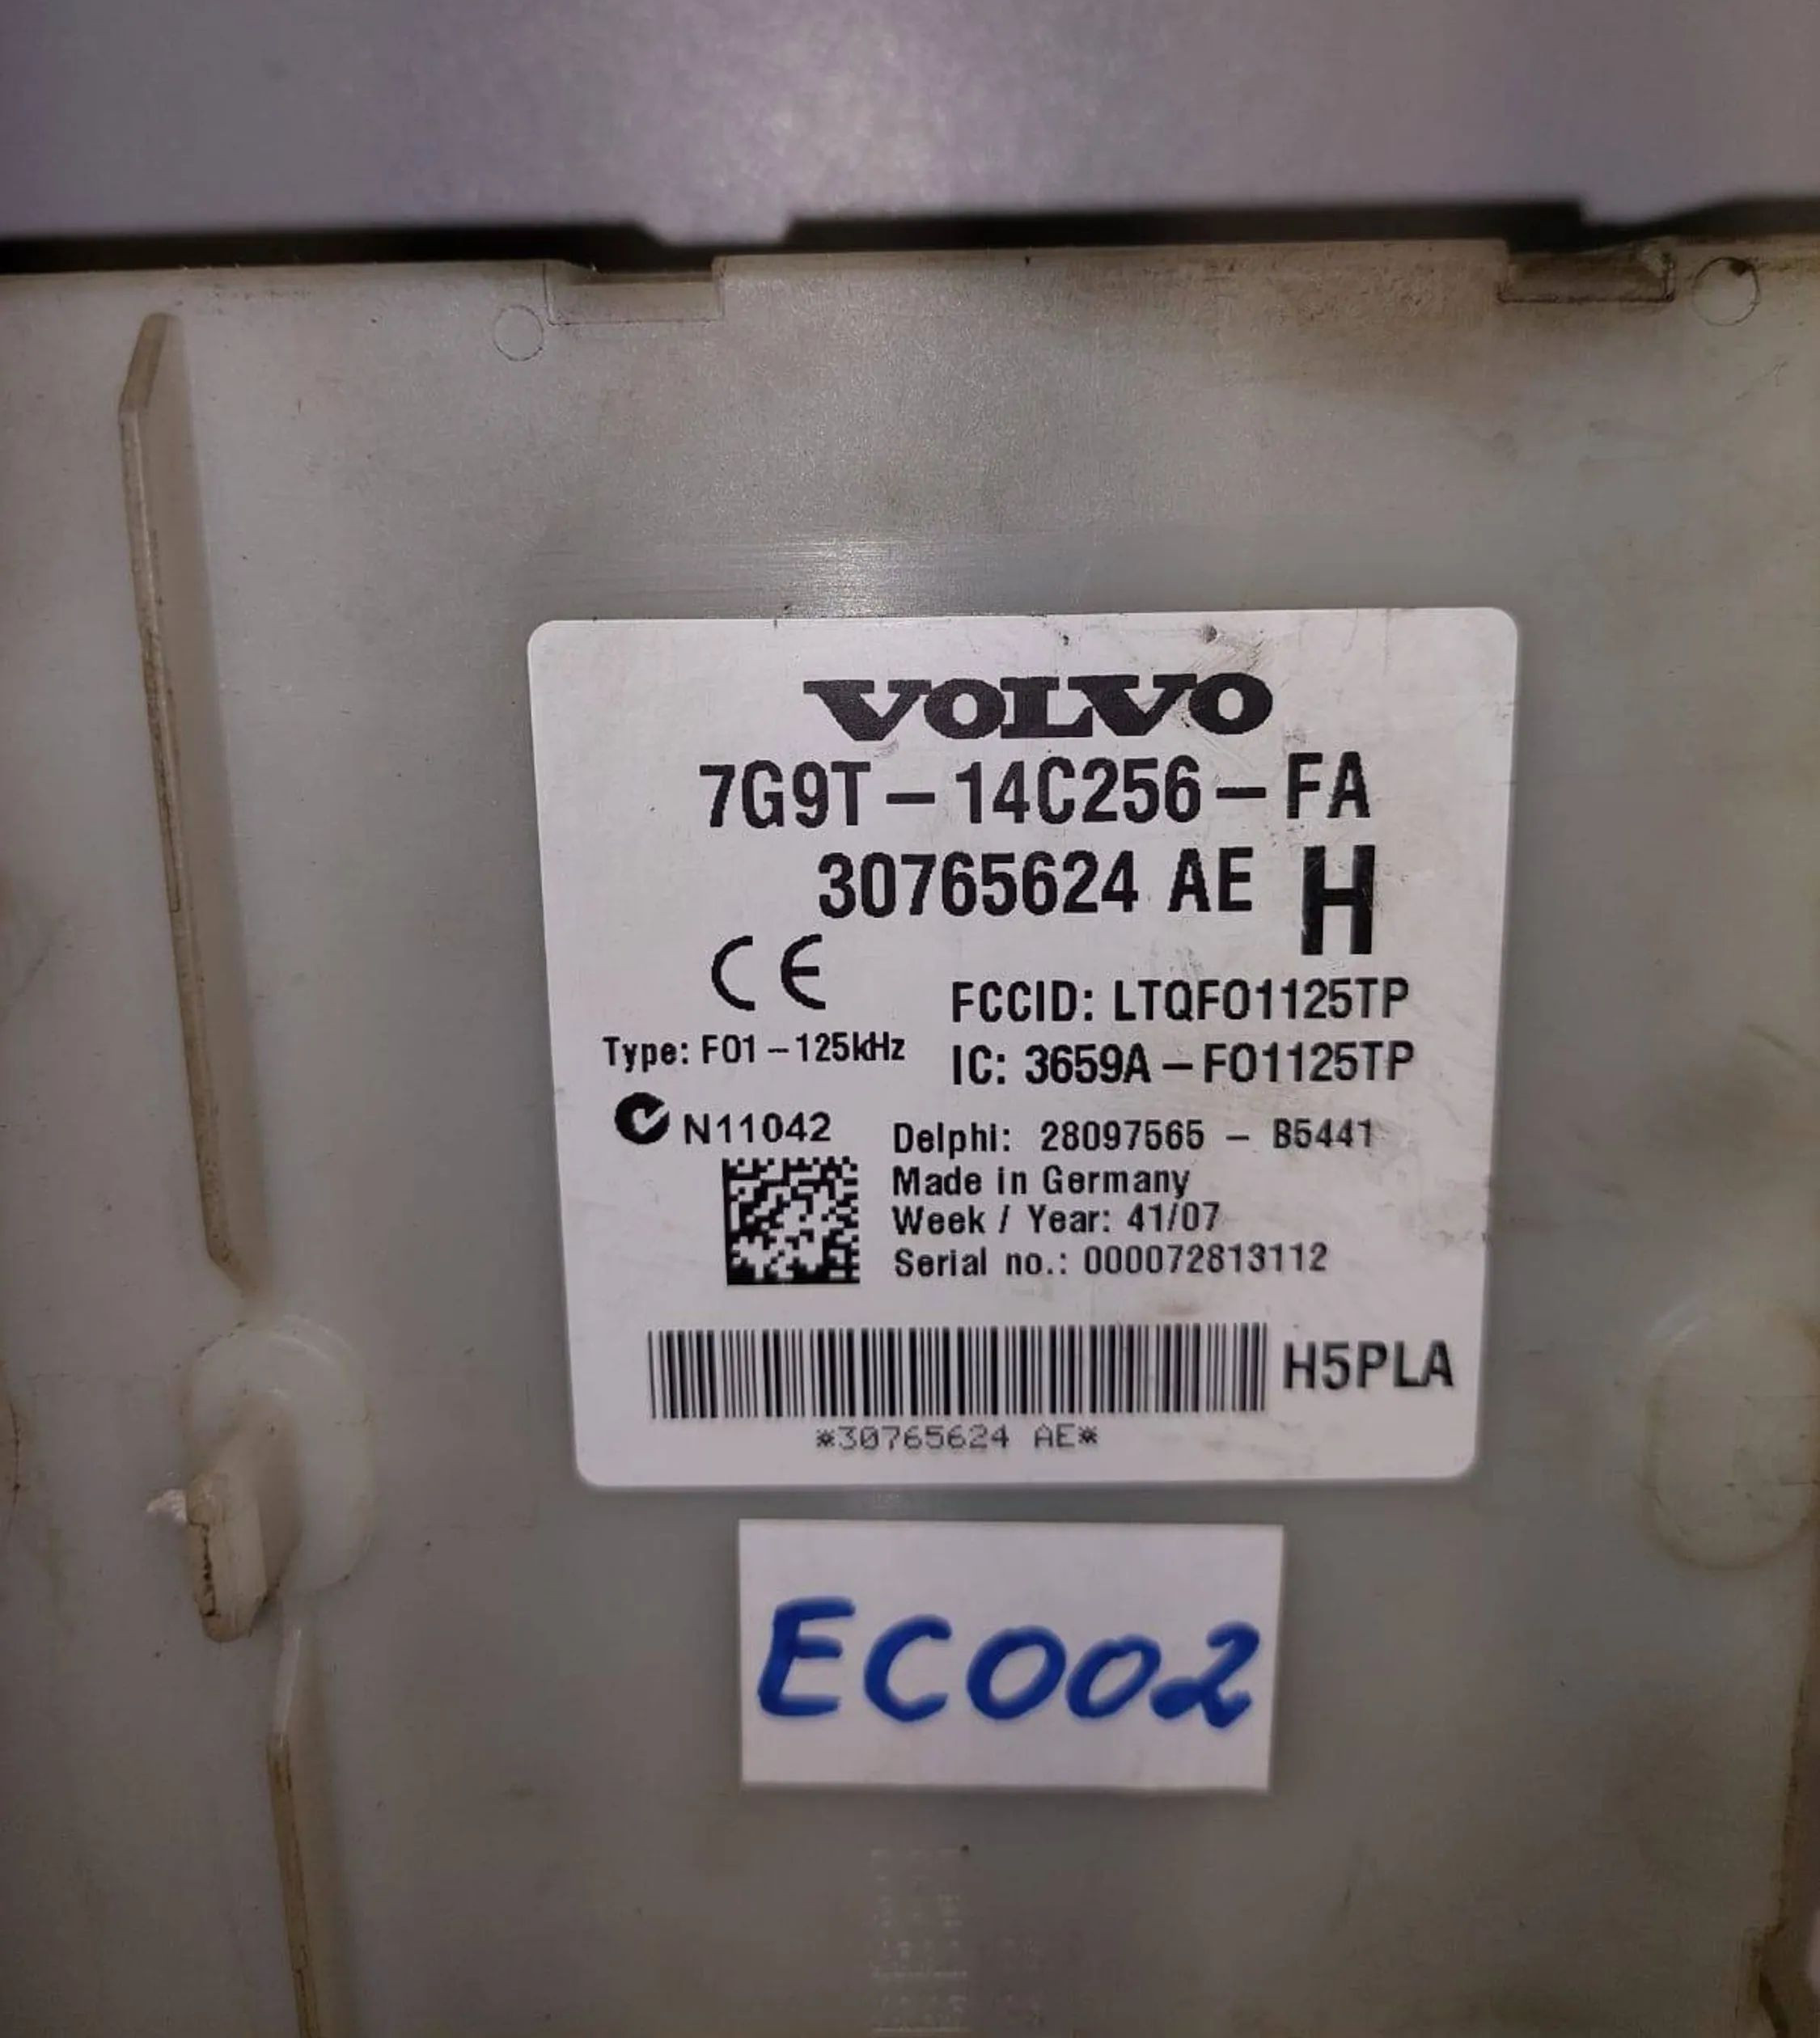 VOLVO
7G9T-14C256-FA
30765624 AE H
CE
FCCID: LTQF01125TP
Type: F01-125kHz
IC: 3659A-F01125TP
N11042
Delphi: 28097565 - B5441
Made in Germany
Week / Year: 41/07
Serial no.: 000072813112
H5PLA
*30765624 AE*
EC002